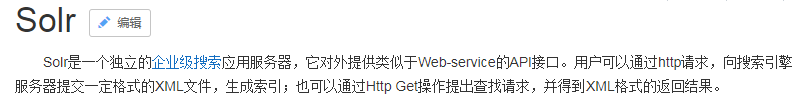 Solr 编辑
Solr是一个独立的企业级搜索应用服务器，它对外提供类似于Web-service的API接口。用户可以通过http请求，向搜索引擎
服务器提交一定格式的XML文件，生成索引；也可以通过Http Get操作提出查找请求，并得到XML格式的返回结果。